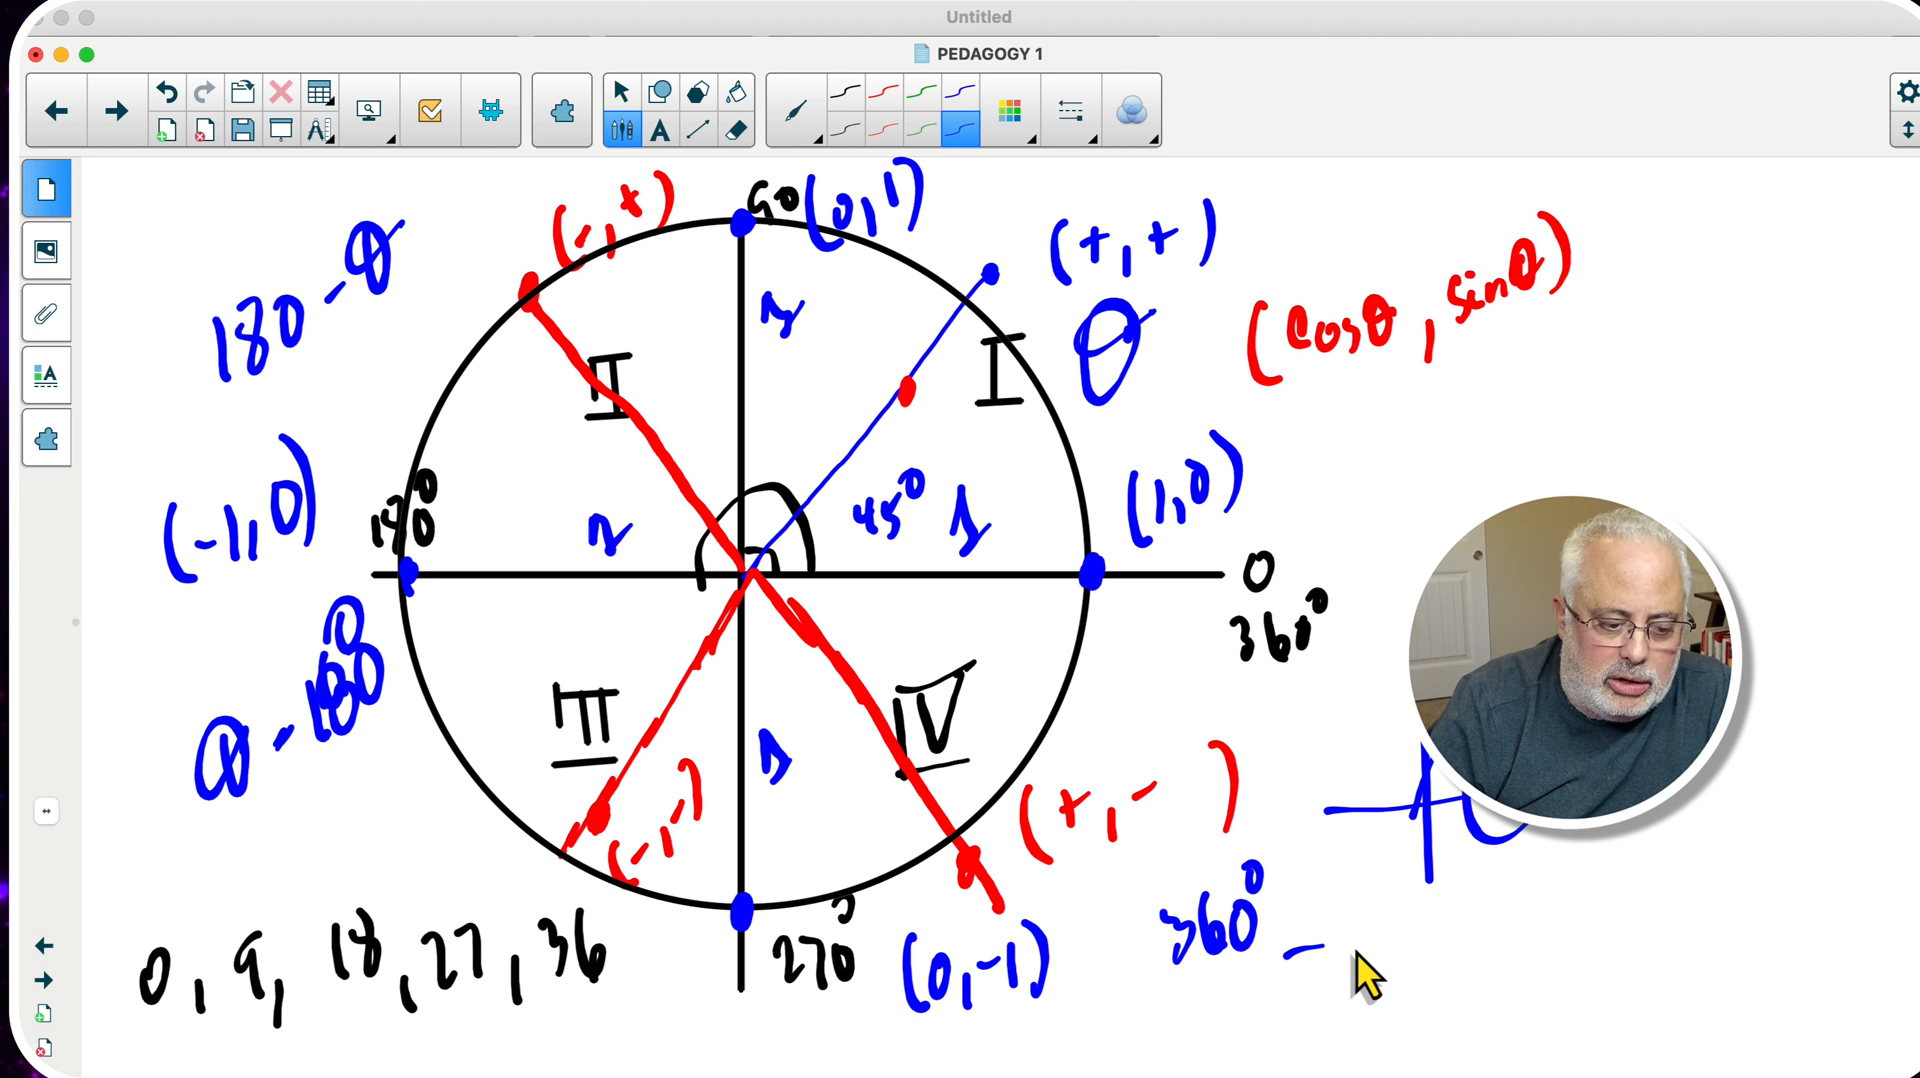 Untitled
PEDAGOGY 1
A
A
90 (0,1)
(-,+)
(+,+)
180 - θ
θ
(cosθ, sinθ)
II
I
(-1,0)
180
45°
(1,0)
0
360°
θ - 180
III
IV
(-,-)
(+,-)
360° -
270°
(0,-1)
0, 9, 18, 27, 36